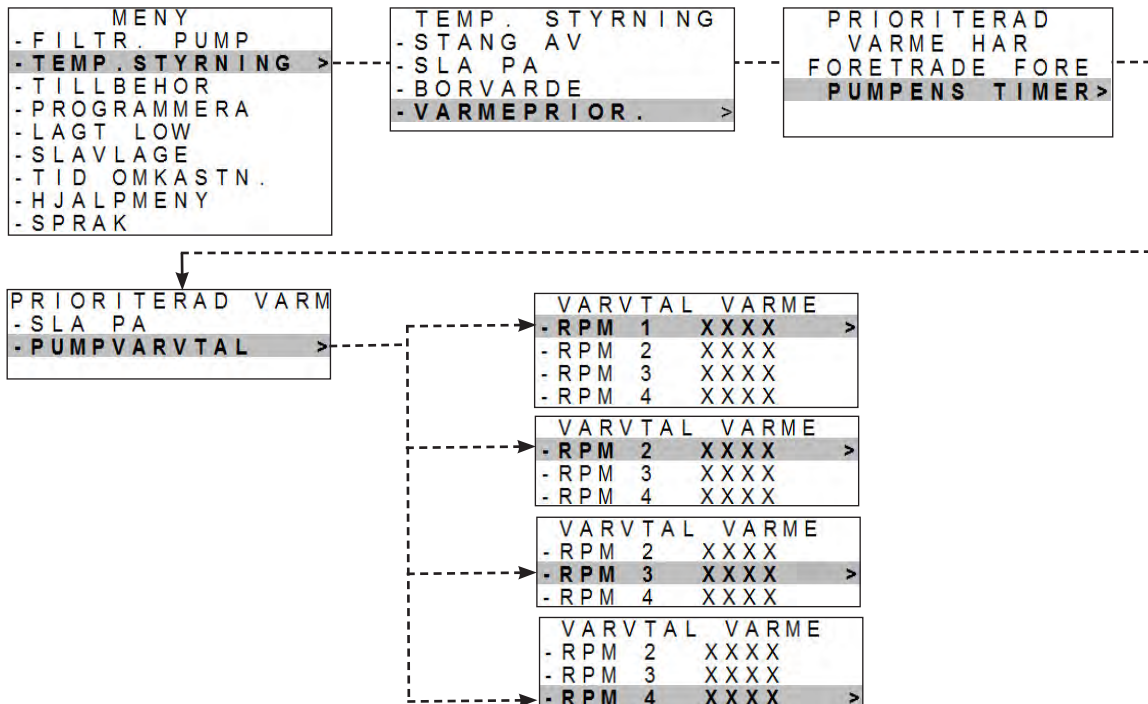 MENY
-FILTR. PUMP
-TEMP.STYRNING >
-TILLBEHOR
-PROGRAMMERA
-LAGT LOW
-SLAVLAGE
-TID OMKASTN.
-HJALPMENY
-SPRAK
TEMP. STYRNING
-STANG AV
-SLA PA
-BORVARDE
-VARMEPRIOR. >
PRIORITERAD
VARME HAR
FORETRADE FORE
PUMPENS TIMER>
PRIORITERAD VARM
-SLA PA
-PUMPVARVTAL >
VARVTAL VARME
-RPM 1 XXXX >
-RPM 2 XXXX
-RPM 3 XXXX
-RPM 4 XXXX
VARVTAL VARME
-RPM 2 XXXX >
-RPM 3 XXXX
-RPM 4 XXXX
VARVTAL VARME
-RPM 2 XXXX
-RPM 3 XXXX >
-RPM 4 XXXX
VARVTAL VARME
-RPM 2 XXXX
-RPM 3 XXXX
-RPM 4 XXXX >